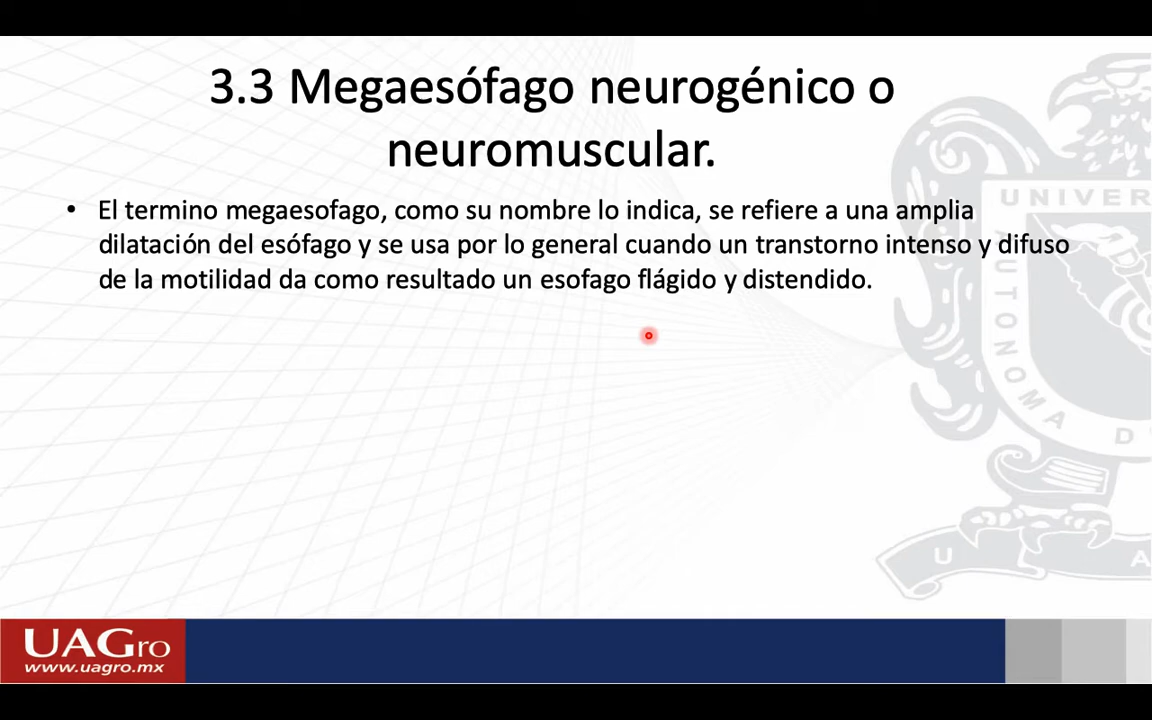 3.3 Megaesófago neurogénico o
neuromuscular.
• El termino megaesofago, como su nombre lo indica, se refiere a una amplia
dilatación del esófago y se usa por lo general cuando un transtorno intenso y difuso
de la motilidad da como resultado un esofago flágido y distendido.
UNIVER
AUTONOMA D
U
A
UAGro
www.uagro.mx